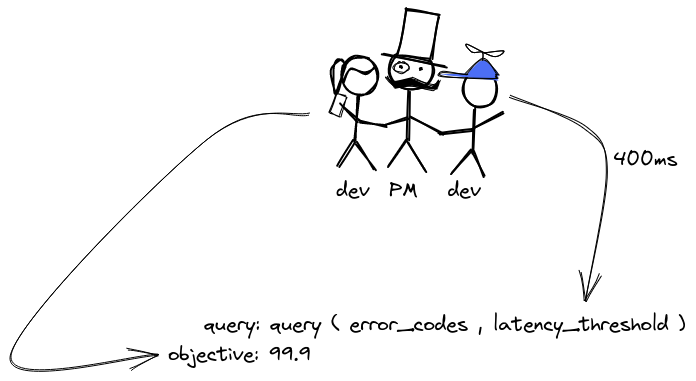 dev PM dev
400ms
query: query ( error_codes , latency_threshold )
objective: 99.9